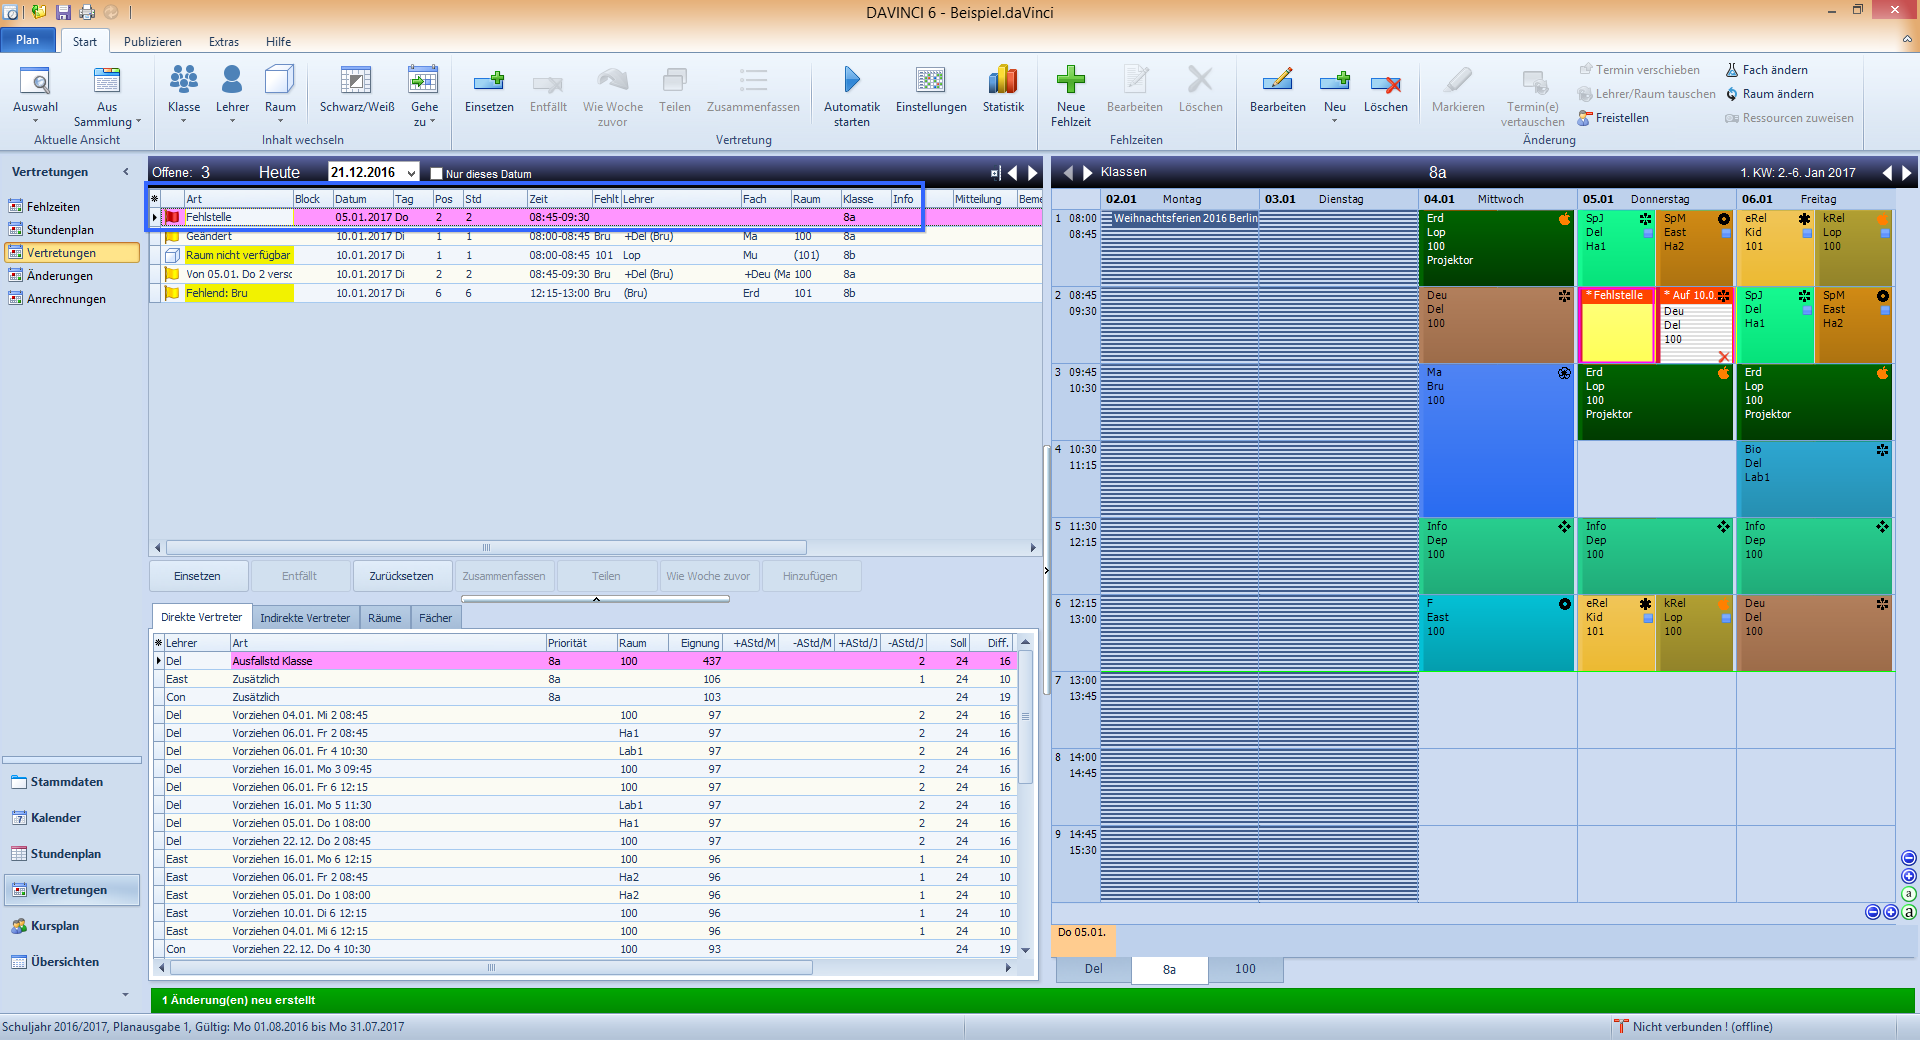 DAVINCI 6 - Beispiel.daVinci
Plan Start Publizieren Extras Hilfe
Auswahl Aus Sammlung Klasse Lehrer Raum Schwarz/Weiß Gehe zu Einsetzen Entfällt Wie Woche zuvor Teilen Zusammenfassen Automatik starten Einstellungen Statistik Neue Fehlzeit Bearbeiten Löschen Bearbeiten Neu Löschen Markieren Termin(e) vertauschen
Termin verschieben Fach ändern
Lehrer/Raum tauschen Raum ändern
Freistellen Ressourcen zuweisen
Aktuelle Ansicht Inhalt wechseln Vertretung Fehlzeiten Änderung
Vertretungen
Fehlzeiten
Stundenplan
Vertretungen
Änderungen
Anrechnungen
Stammdaten
Kalender
Stundenplan
Vertretungen
Kursplan
Übersichten
Offene: 3 Heute 21.12.2016 Nur dieses Datum
Art Block Datum Tag Pos Std Zeit Fehlt Lehrer Fach Raum Klasse Info Mitteilung Beme
Fehlstelle 05.01.2017 Do 2 2 08:45-09:30 8a
Geändert 10.01.2017 Di 1 1 08:00-08:45 Bru +Del (Bru) Ma 100 8a
Raum nicht verfügbar 10.01.2017 Di 1 1 08:00-08:45 101 Lop Mu (101) 8b
Von 05.01. Do 2 versc 10.01.2017 Di 2 2 08:45-09:30 Bru +Del (Bru) +Deu (Ma 100 8a
Fehlend: Bru 10.01.2017 Di 6 6 12:15-13:00 Bru (Bru) Erd 101 8b
Einsetzen Entfällt Zurücksetzen Zusammenfassen Teilen Wie Woche zuvor Hinzufügen
Direkte Vertreter Indirekte Vertreter Räume Fächer
Lehrer Art Priorität Raum Eignung +AStd/M -AStd/M +AStd/J -AStd/J Soll Diff.
Del Ausfallstd Klasse 8a 100 437 2 24 16
East Zusätzlich 8a 106 1 24 10
Con Zusätzlich 8a 103 24 19
Del Vorziehen 04.01. Mi 2 08:45 100 97 2 24 16
Del Vorziehen 06.01. Fr 2 08:45 Ha1 97 2 24 16
Del Vorziehen 06.01. Fr 4 10:30 Lab1 97 2 24 16
Del Vorziehen 16.01. Mo 3 09:45 100 97 2 24 16
Del Vorziehen 06.01. Fr 6 12:15 100 97 2 24 16
Del Vorziehen 16.01. Mo 5 11:30 Lab1 97 2 24 16
Del Vorziehen 05.01. Do 1 08:00 Ha1 97 2 24 16
Del Vorziehen 22.12. Do 2 08:45 100 97 2 24 16
East Vorziehen 16.01. Mo 6 12:15 100 96 1 24 10
East Vorziehen 06.01. Fr 2 08:45 Ha2 96 1 24 10
East Vorziehen 05.01. Do 1 08:00 Ha2 96 1 24 10
East Vorziehen 10.01. Di 6 12:15 100 96 1 24 10
East Vorziehen 04.01. Mi 6 12:15 100 96 1 24 10
Con Vorziehen 22.12. Do 4 10:30 100 93 24 19
Klassen 8a 1. KW: 2.-6. Jan 2017
02.01 Montag 03.01 Dienstag 04.01 Mittwoch 05.01 Donnerstag 06.01 Freitag
1 08:00 Weihnachtsferien 2016 Berlin Erd SpJ SpM eRel kRel
08:45 Lop Del East Kid Lop
100 Ha1 Ha2 101 100
Projektor
2 08:45 Deu * Fehlstelle * Auf 10.0 SpJ SpM
09:30 Del Deu Del East
100 Del Ha1 Ha2
100
3 09:45 Ma Erd Erd
10:30 Bru Lop Lop
100 100 100
Projektor Projektor
4 10:30 Bio
11:15 Del
Lab1
5 11:30 Info Info Info
12:15 Dep Dep Dep
100 100 100
6 12:15 F eRel kRel Deu
13:00 East Kid Lop Del
100 101 100 100
7 13:00
13:45
8 14:00
14:45
9 14:45
15:30
a
a
Do 05.01.
Del 8a 100
1 Änderung(en) neu erstellt
Schuljahr 2016/2017, Planausgabe 1, Gültig: Mo 01.08.2016 bis Mo 31.07.2017 Nicht verbunden ! (offline)